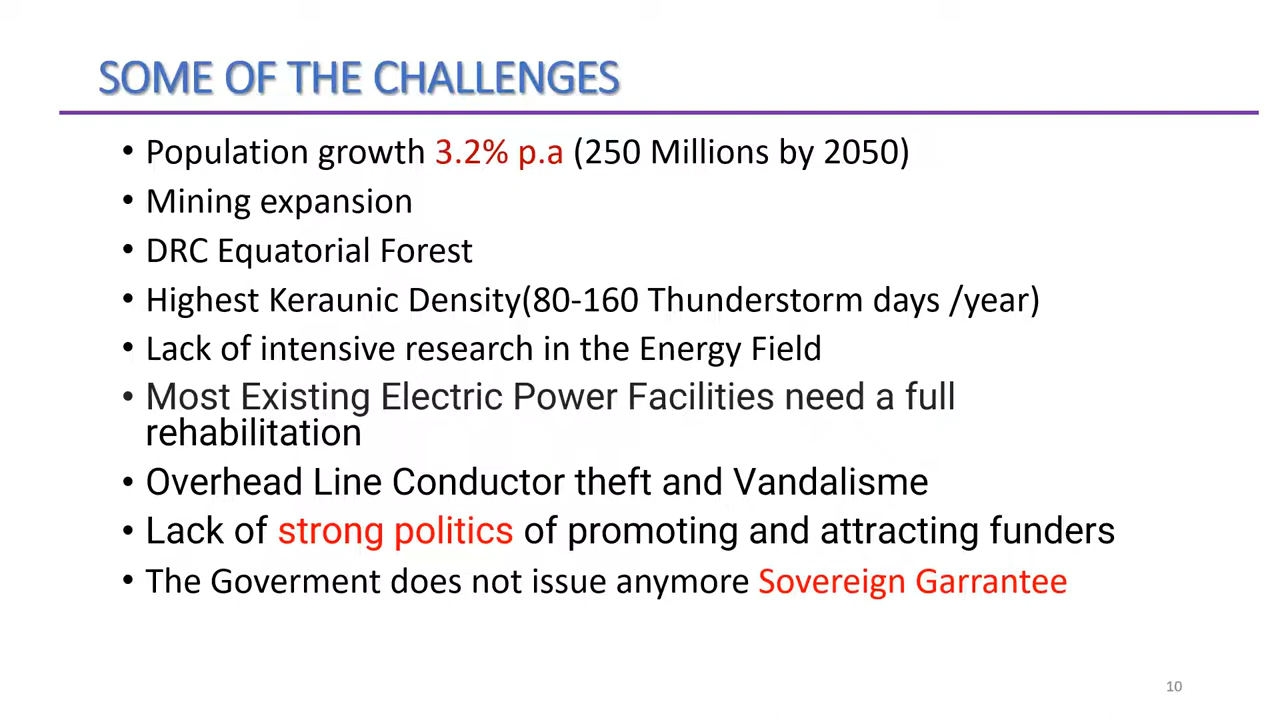 SOME OF THE CHALLENGES
• Population growth 3.2% p.a (250 Millions by 2050)
• Mining expansion
• DRC Equatorial Forest
• Highest Keraunic Density(80-160 Thunderstorm days /year)
• Lack of intensive research in the Energy Field
• Most Existing Electric Power Facilities need a full
rehabilitation
• Overhead Line Conductor theft and Vandalisme
• Lack of strong politics of promoting and attracting funders
• The Goverment does not issue anymore Sovereign Garrantee
10